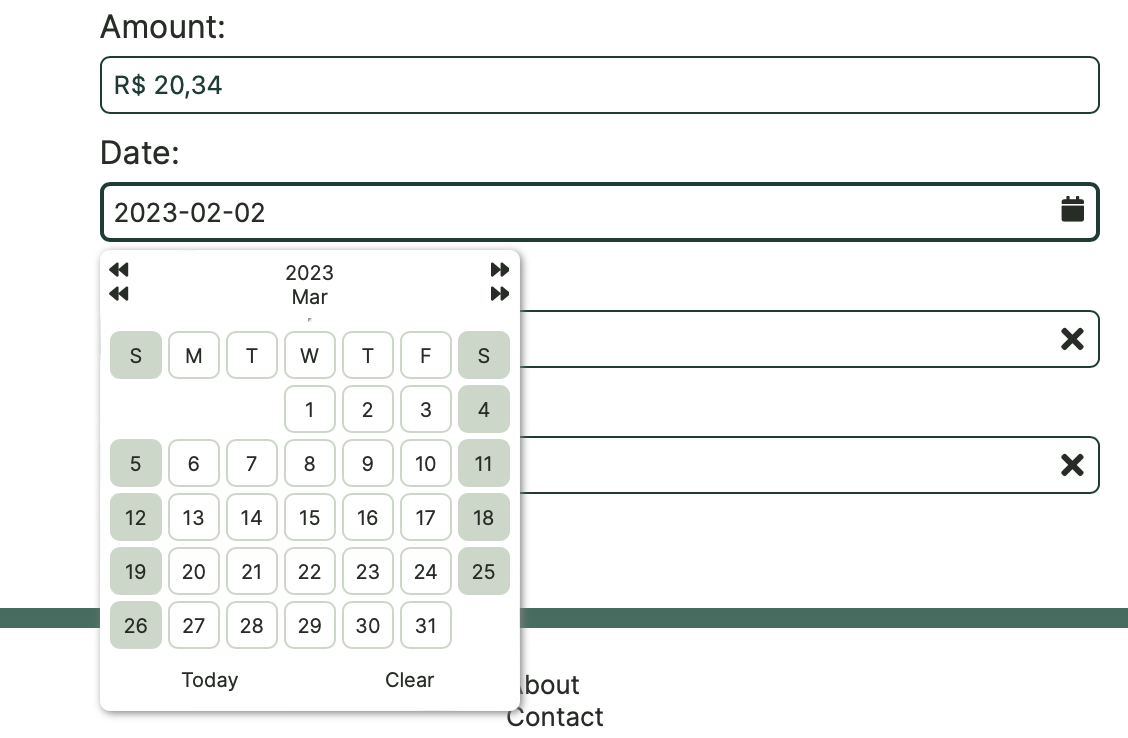 Amount:
R$ 20,34
Date:
2023-02-02
2023
Mar
S M T W T F S
1 2 3 4
5 6 7 8 9 10 11
12 13 14 15 16 17 18
19 20 21 22 23 24 25
26 27 28 29 30 31
Today Clear
bout
Contact